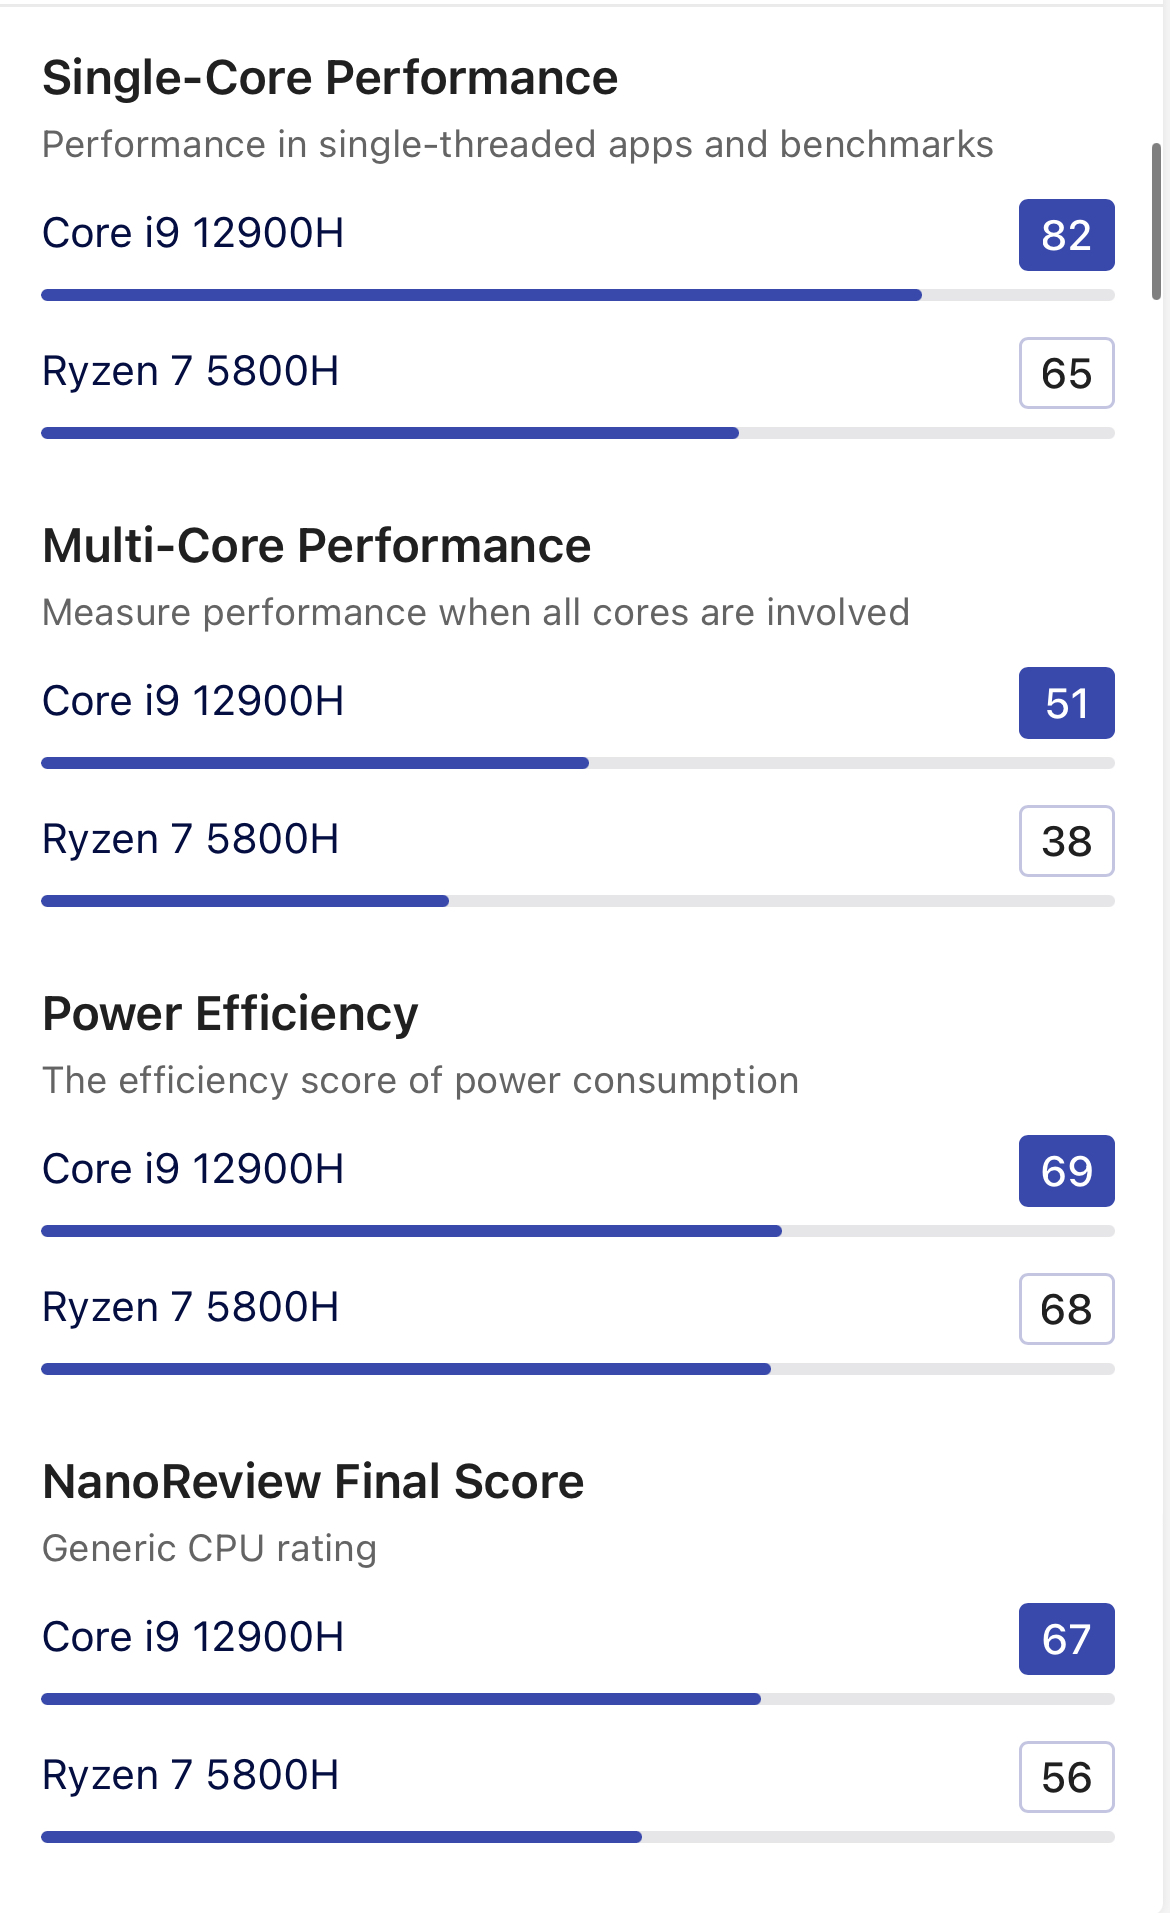 Single-Core Performance
Performance in single-threaded apps and benchmarks
Core i9 12900H
82
Ryzen 7 5800H
65
Multi-Core Performance
Measure performance when all cores are involved
Core i9 12900H
51
Ryzen 7 5800H
38
Power Efficiency
The efficiency score of power consumption
Core i9 12900H
69
Ryzen 7 5800H
68
NanoReview Final Score
Generic CPU rating
Core i9 12900H
67
Ryzen 7 5800H
56